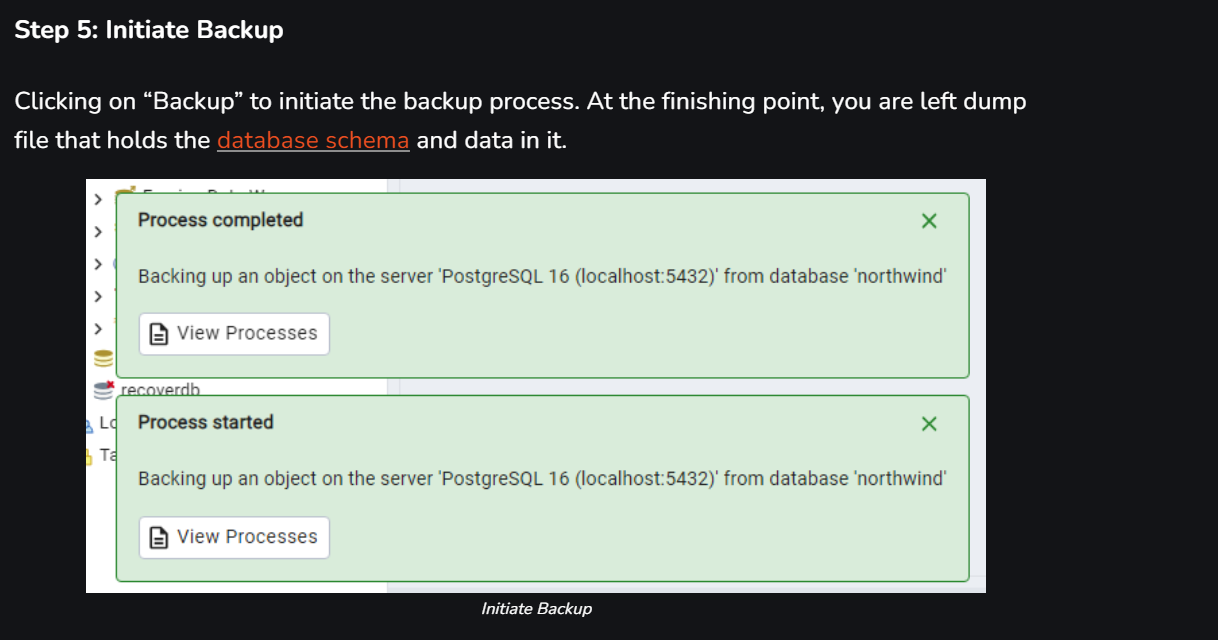 Step 5: Initiate Backup
Clicking on “Backup” to initiate the backup process. At the finishing point, you are left dump
file that holds the database schema and data in it.
Process completed
Backing up an object on the server 'PostgreSQL 16 (localhost:5432)' from database 'northwind'
View Processes
recoverdb
Process started
Backing up an object on the server 'PostgreSQL 16 (localhost:5432)' from database 'northwind'
View Processes
Initiate Backup